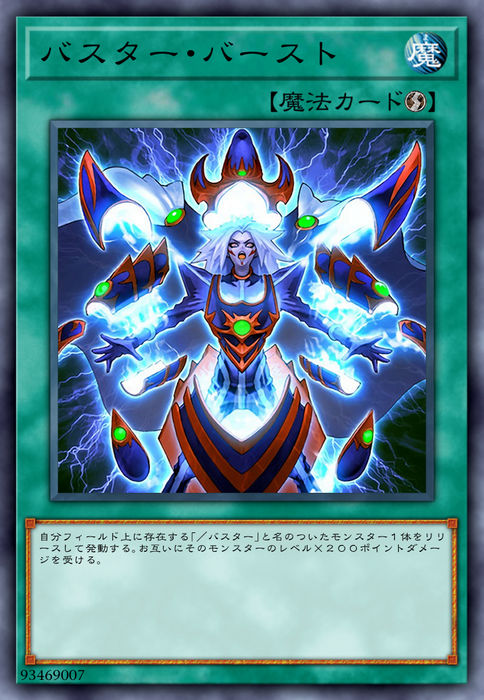 バスター・バースト
魔
【魔法カード】
自分フィールド上に存在する「／バスター」と名のついたモンスター１体をリリ
ースして発動する。お互いにそのモンスターのレベル×２００ポイントダメー
ジを受ける。
93469007